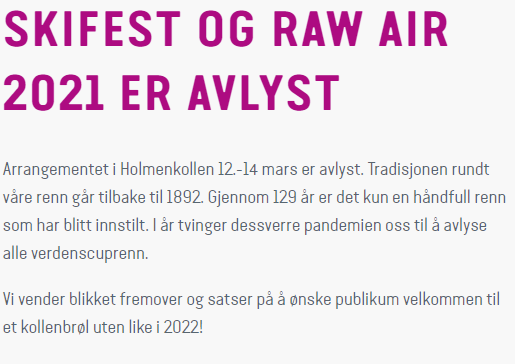 SKIFEST OG RAW AIR
2021 ER AVLYST
Arrangementet i Holmenkollen 12.-14 mars er avlyst. Tradisjonen rundt
våre renn går tilbake til 1892. Gjennom 129 år er det kun en håndfull renn
som har blitt innstilt. I år tvinger dessverre pandemien oss til å avlyse
alle verdenscuprenn.
Vi vender blikket fremover og satser på å ønske publikum velkommen til
et kollenbrøl uten like i 2022!